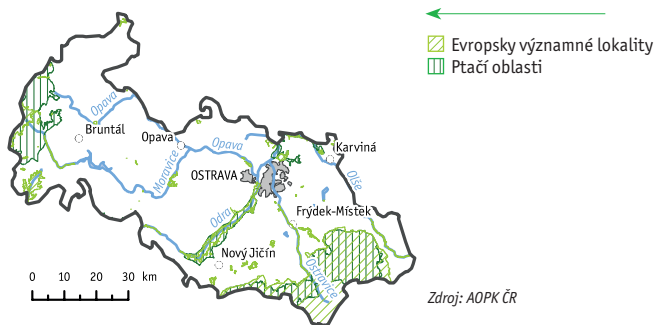 Evropsky významné lokality
Ptačí oblasti
Opava
Bruntál
Opava
Opava
Karviná
Moravice
OSTRAVA
Olše
Odra
Frýdek-Místek
Nový Jičín
Ostravice
0 10 20 30 km
Zdroj: AOPK ČR